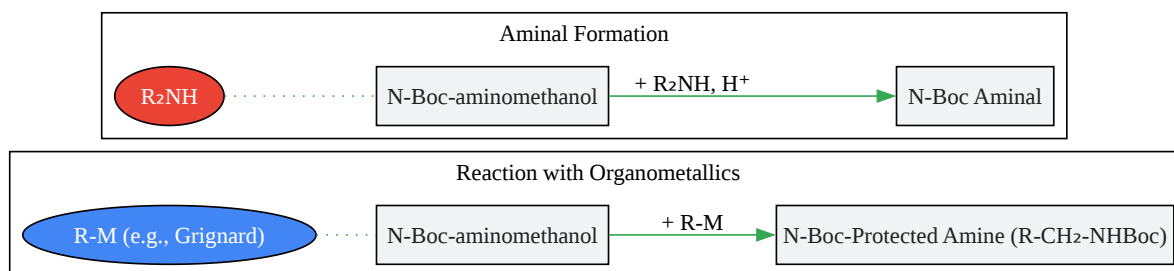 Aminal Formation
R₂NH
N-Boc-aminomethanol
+ R₂NH, H⁺
N-Boc Aminal
Reaction with Organometallics
R-M (e.g., Grignard)
N-Boc-aminomethanol
+ R-M
N-Boc-Protected Amine (R-CH₂-NHBoc)